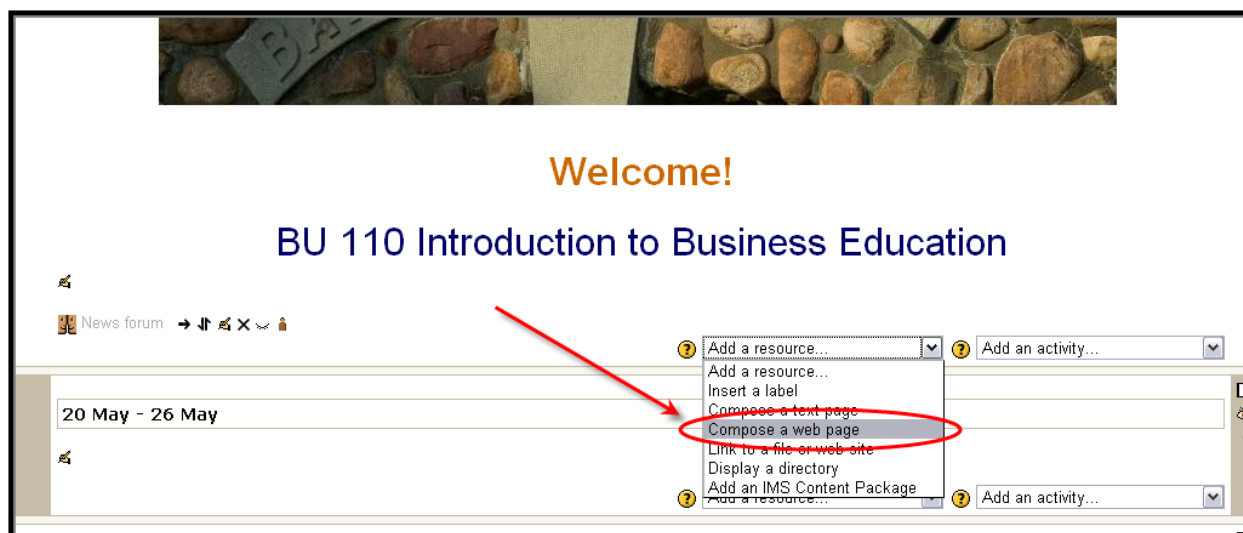 BA
Welcome!
BU 110 Introduction to Business Education
News forum
? Add a resource... ? Add an activity...
Add a resource...
Insert a label
Compose a text page
Compose a web page
Link to a file or web site
Display a directory
Add an IMS Content Package
20 May - 26 May
? Add a resource... ? Add an activity...